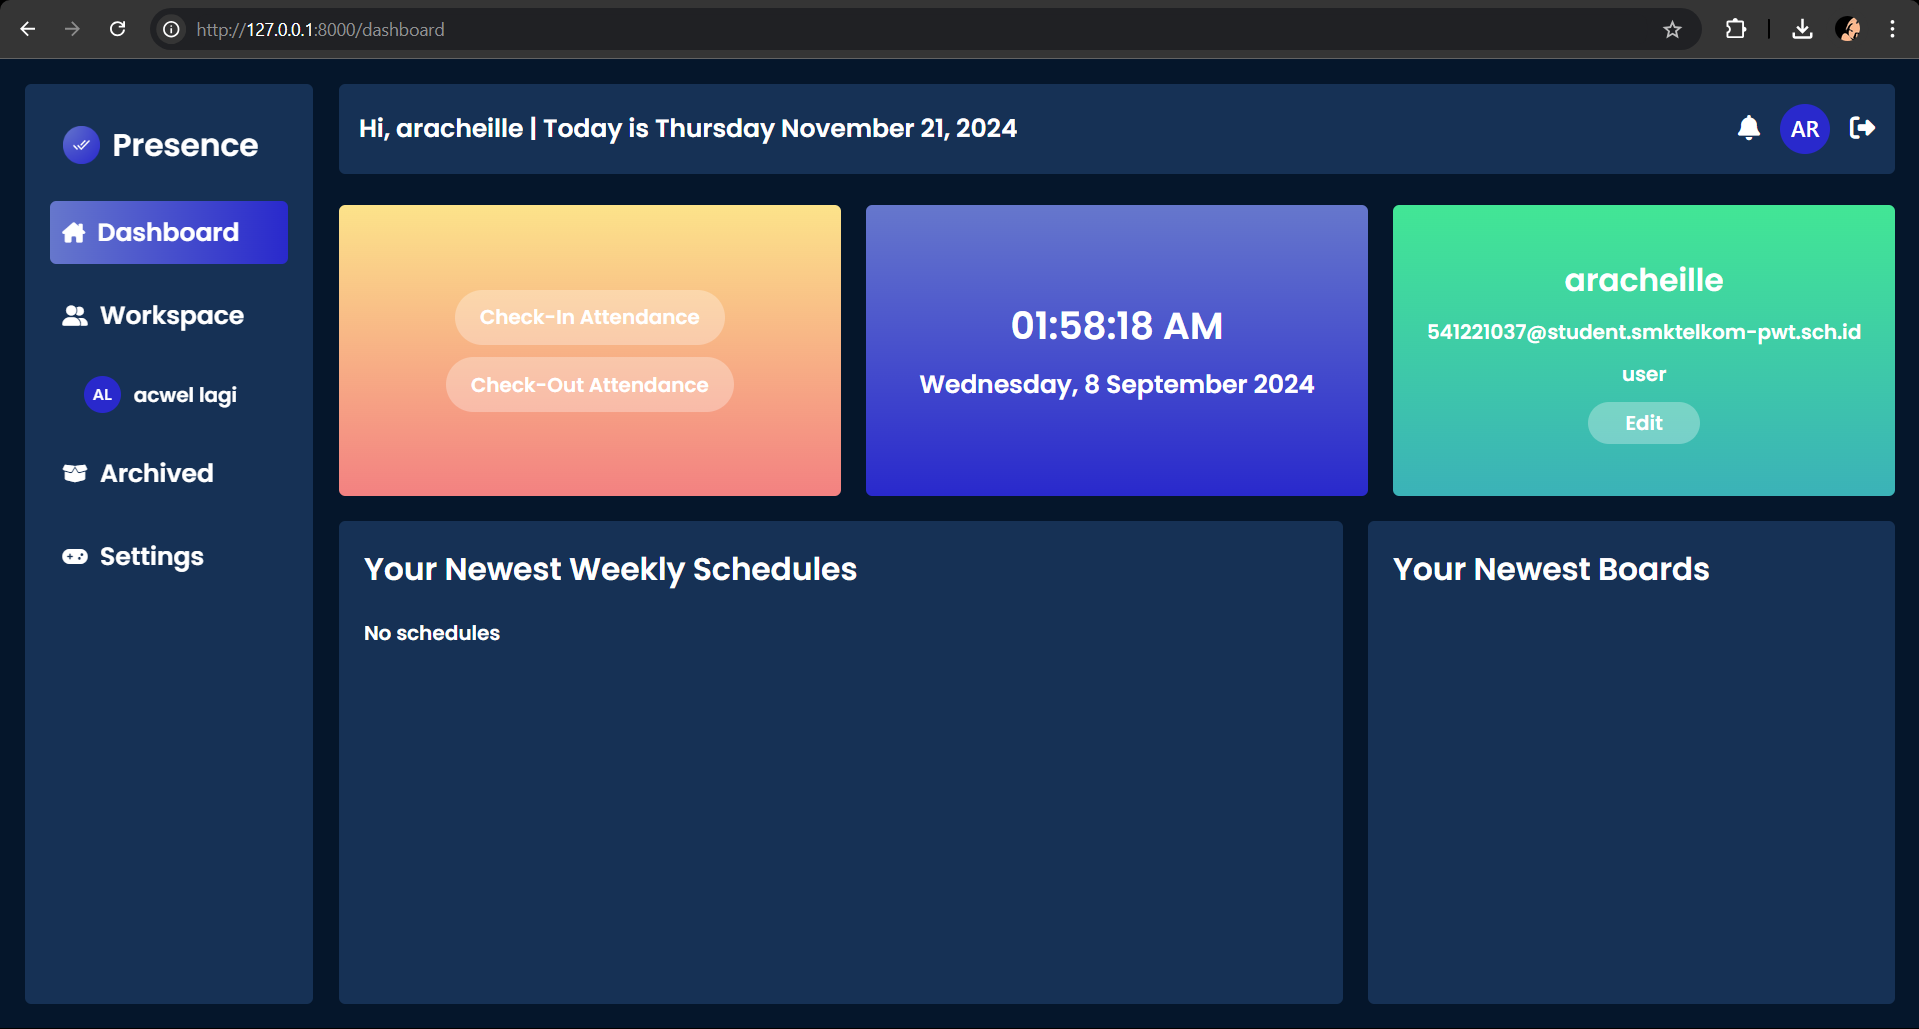 http://127.0.0.1:8000/dashboard
Presence
Dashboard
Workspace
AL acwel lagi
Archived
Settings
Hi, aracheille | Today is Thursday November 21, 2024
AR
Check-In Attendance
Check-Out Attendance
01:58:18 AM
Wednesday, 8 September 2024
aracheille
541221037@student.smktelkom-pwt.sch.id
user
Edit
Your Newest Weekly Schedules
No schedules
Your Newest Boards